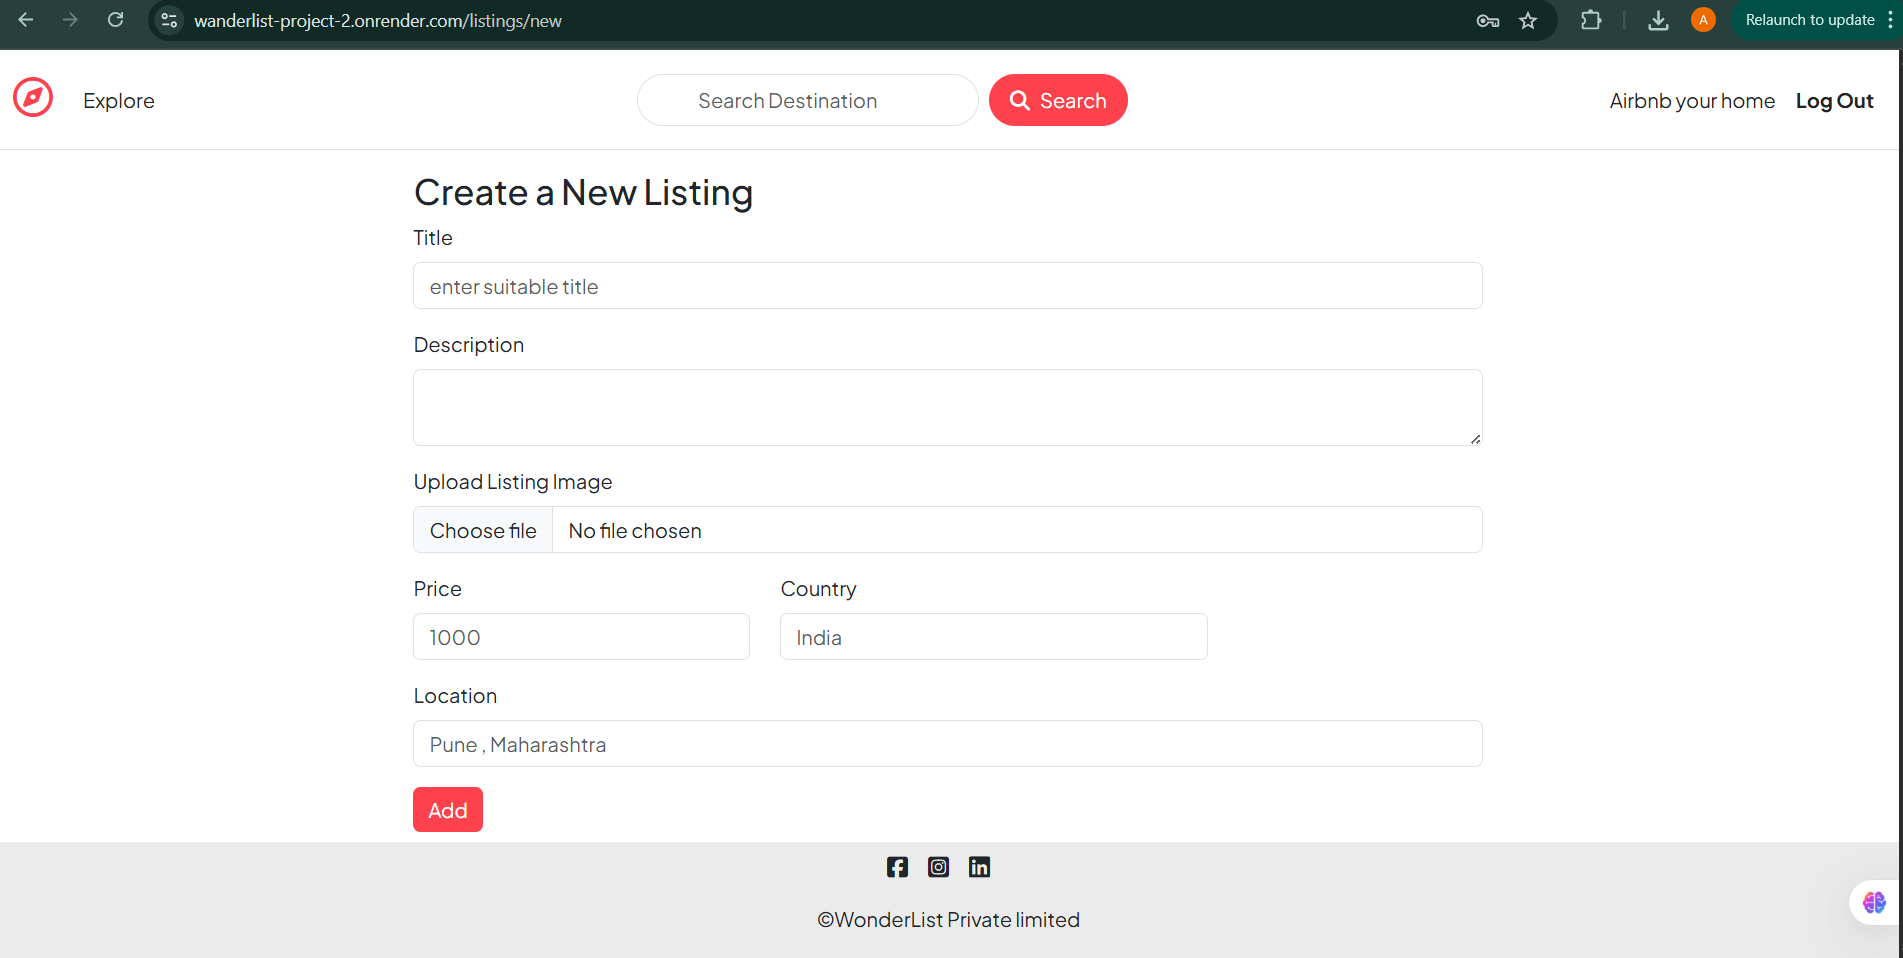 wanderlist-project-2.onrender.com/listings/new
A
Relaunch to update
Explore
Search Destination
Search
Airbnb your home
Log Out
Create a New Listing
Title
enter suitable title
Description
Upload Listing Image
Choose file
No file chosen
Price
Country
1000
India
Location
Pune , Maharashtra
Add
©WonderList Private limited